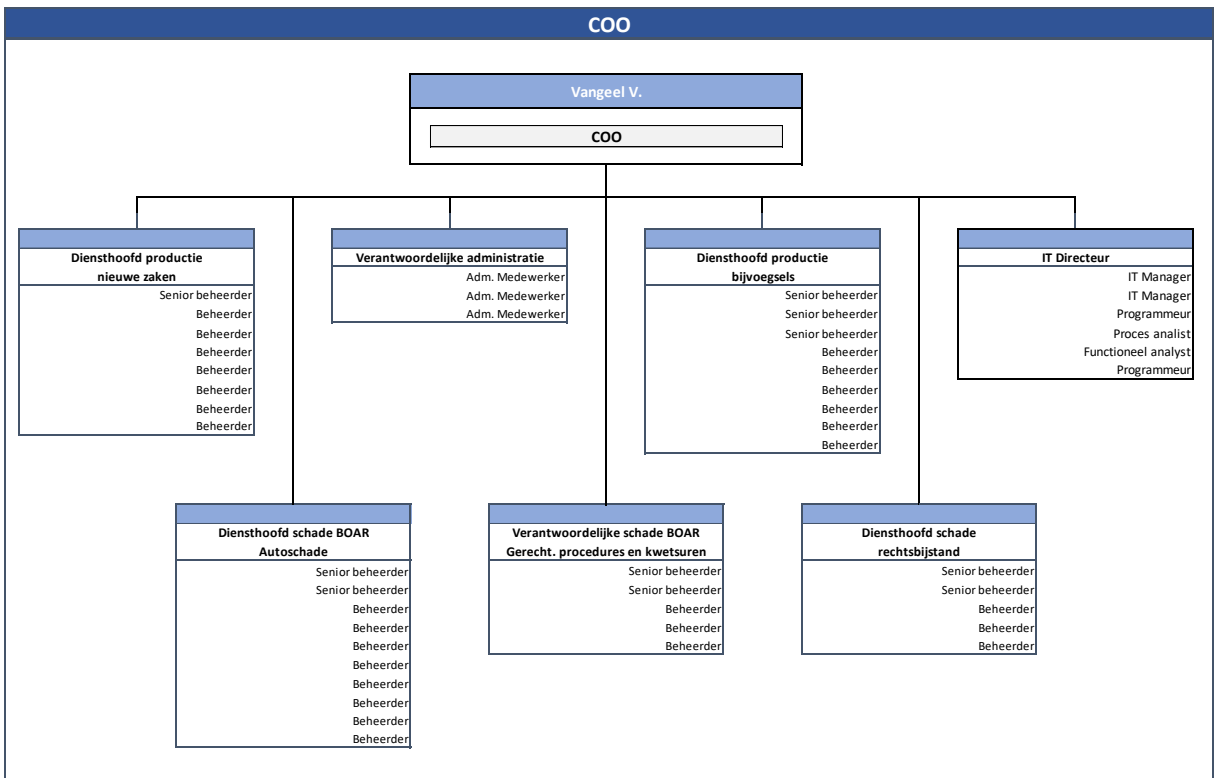 COO
Vangeel V.
COO
Diensthoofd productie
nieuwe zaken
Senior beheerder
Beheerder
Beheerder
Beheerder
Beheerder
Beheerder
Beheerder
Beheerder
Verantwoordelijke administratie
Adm. Medewerker
Adm. Medewerker
Adm. Medewerker
Diensthoofd productie
bijvoegsels
Senior beheerder
Senior beheerder
Senior beheerder
Beheerder
Beheerder
Beheerder
Beheerder
Beheerder
Beheerder
IT Directeur
IT Manager
IT Manager
Programmeur
Proces analist
Functioneel analyst
Programmeur
Diensthoofd schade BOAR
Autoschade
Senior beheerder
Senior beheerder
Beheerder
Beheerder
Beheerder
Beheerder
Beheerder
Beheerder
Beheerder
Beheerder
Verantwoordelijke schade BOAR
Gerecht. procedures en kwetsuren
Senior beheerder
Senior beheerder
Beheerder
Beheerder
Beheerder
Diensthoofd schade
rechtsbijstand
Senior beheerder
Senior beheerder
Beheerder
Beheerder
Beheerder